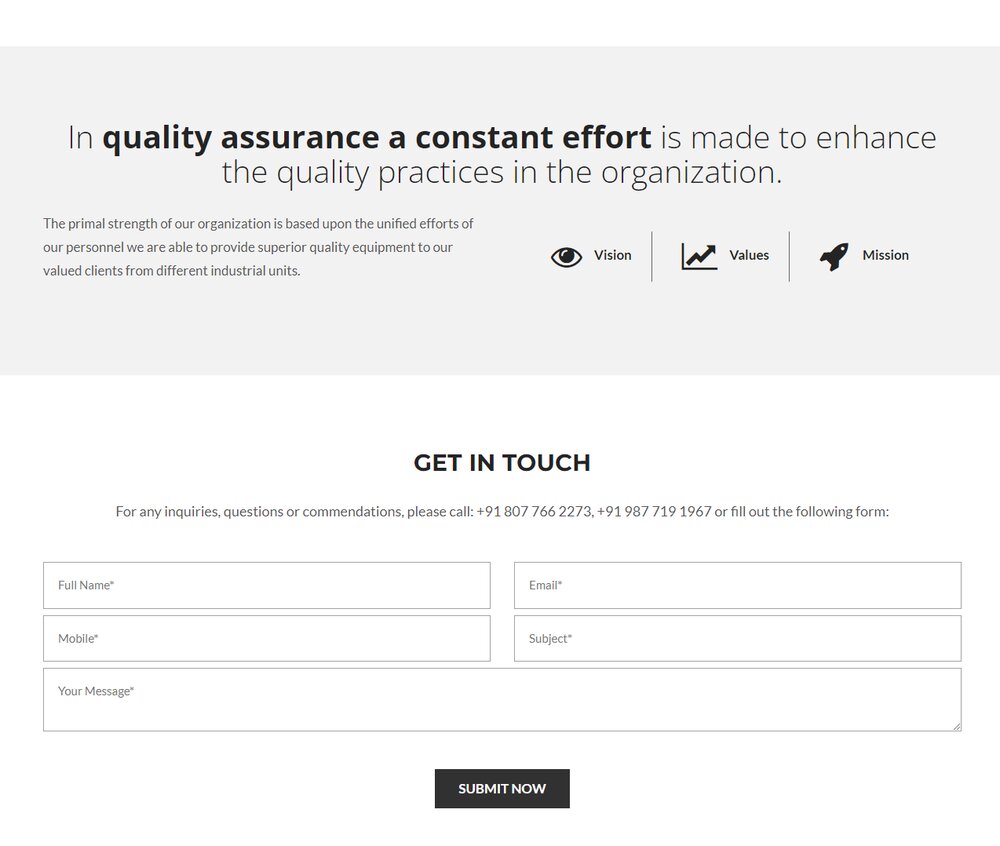 In quality assurance a constant effort is made to enhance
the quality practices in the organization.
The primal strength of our organization is based upon the unified efforts of
our personnel we are able to provide superior quality equipment to our
valued clients from different industrial units.
Vision
Values
Mission
GET IN TOUCH
For any inquiries, questions or commendations, please call: +91 807 766 2273, +91 987 719 1967 or fill out the following form:
Full Name*
Email*
Mobile*
Subject*
Your Message*
SUBMIT NOW